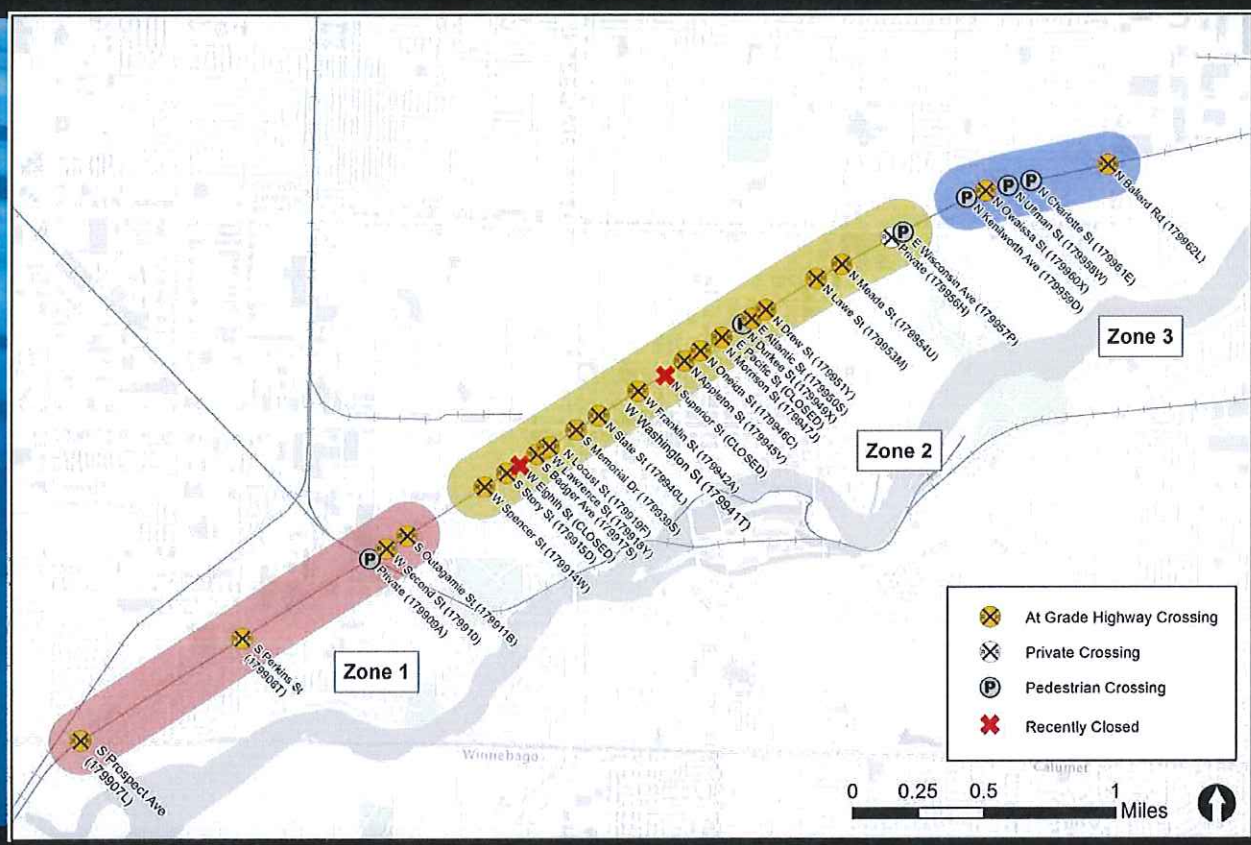 S Prospect Ave
(179907L)
S Perkins St
(179908T)
Private (179909A)
W Second St (179910)
S Outagamie St (179911B)
Zone 1
W Spencer St (179914W)
S Story St (179915D)
W Eighth St (CLOSED)
S Badger Ave (179917S)
W Lawrence St (179918Y)
N Locust St (179919F)
S Memorial Dr (179939S)
N State St (179940L)
W Washington St (179941T)
W Franklin St (179942A)
N Superior St (CLOSED)
N Appleton St (179945V)
N Oneida St (179946C)
N Morrison St (179947J)
E Pacific St (CLOSED)
N Durkee St (179949X)
E Atlantic St (179950S)
N Drew St (179951Y)
N Lawe St (179953M)
N Meade St (179954U)
Private (179956H)
E Wisconsin Ave (179957P)
Zone 2
N Kenilworth Ave (179959D)
N Owaissa St (179960X)
N Ullman St (179958W)
N Charlotte St (179961E)
N Ballard Rd (179962L)
Zone 3
Winnebago
Calumet
At Grade Highway Crossing
Private Crossing
P
Pedestrian Crossing
Recently Closed
0 0.25 0.5 1
Miles